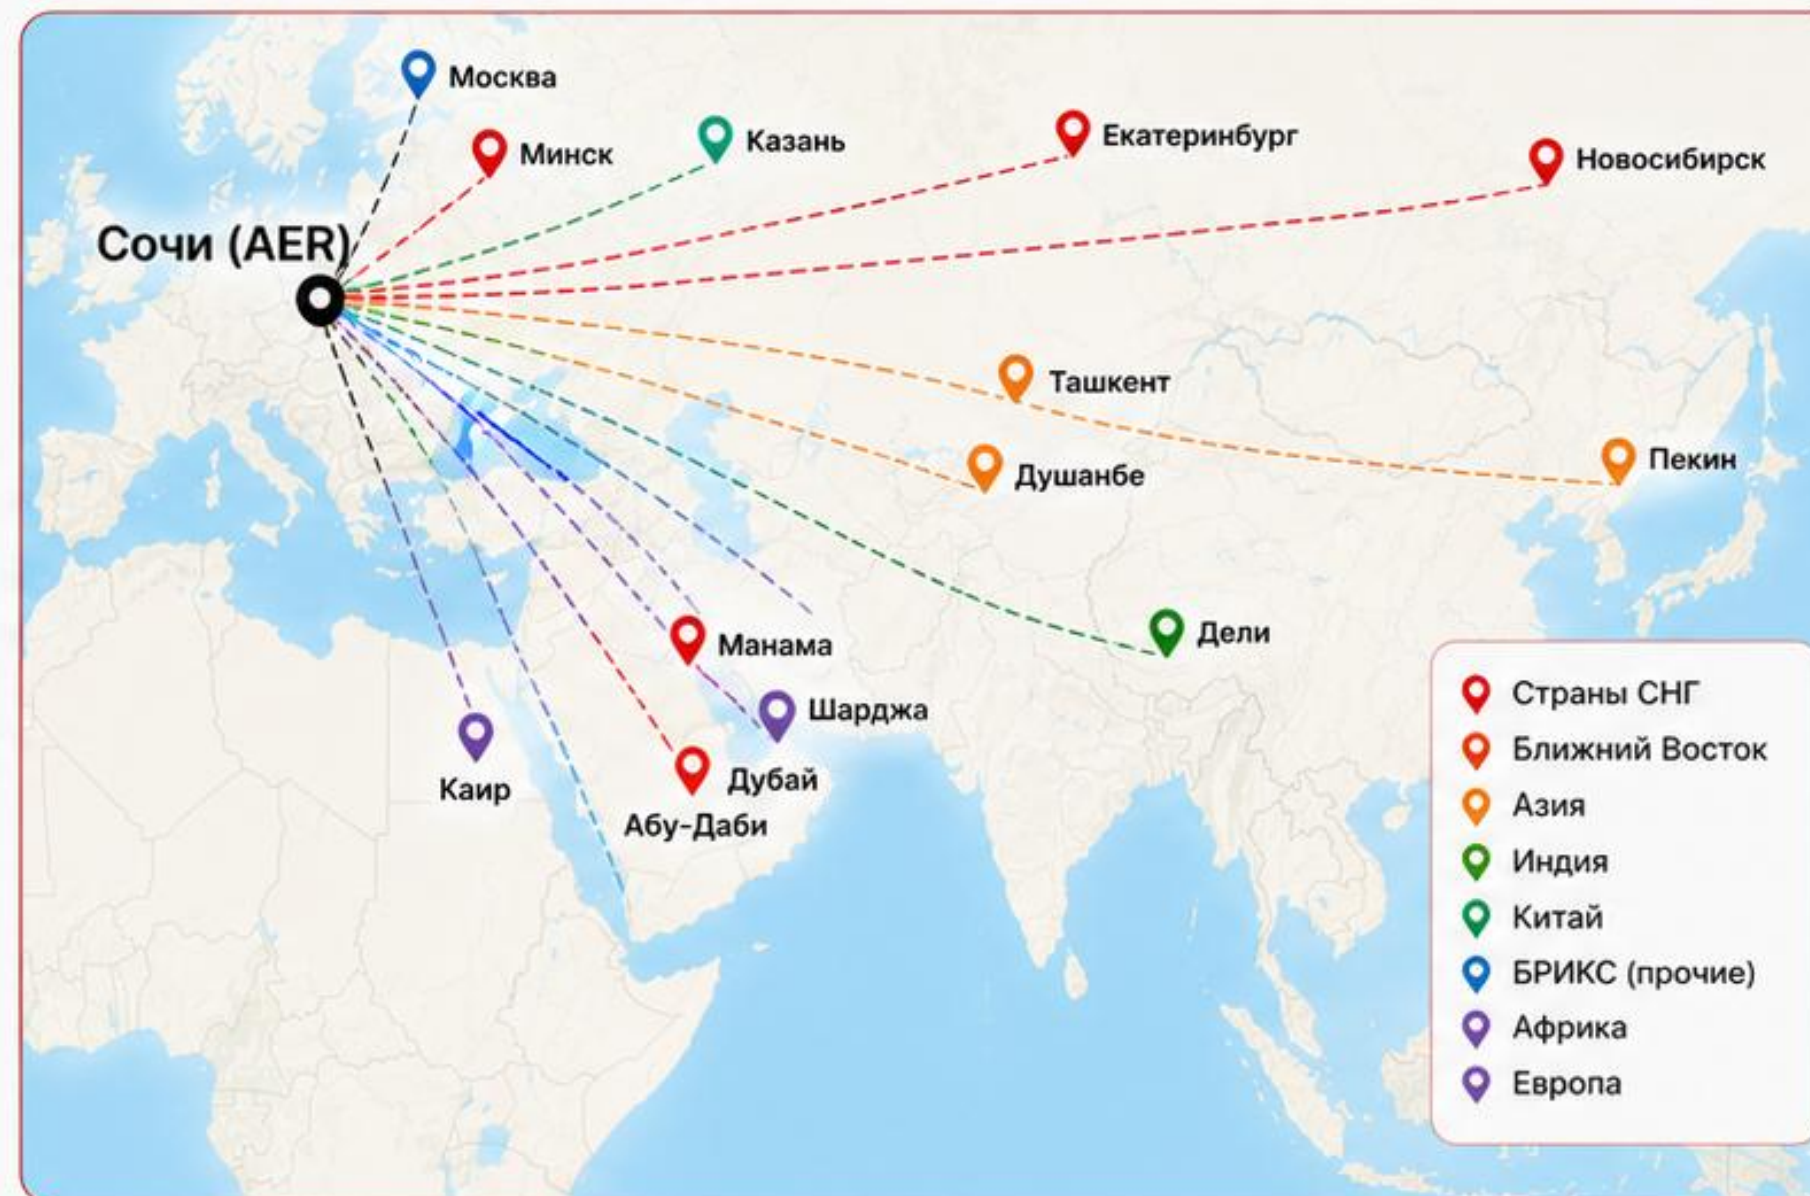 Москва
Минск
Казань
Екатеринбург
Новосибирск
Сочи (AER)
Ташкент
Душанбе
Пекин
Дели
Манама
Шарджа
Дубай
Абу-Даби
Каир
Страны СНГ
Ближний Восток
Азия
Индия
Китай
БРИКС (прочие)
Африка
Европа